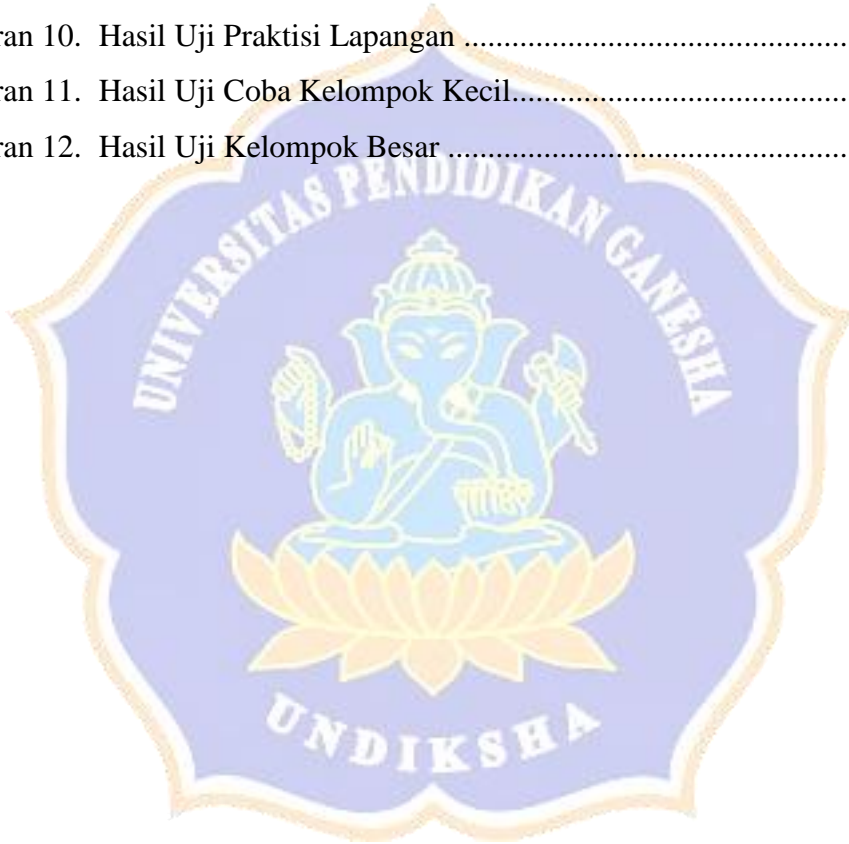 ran 10. Hasil Uji Praktisi Lapangan ................................................
ran 11. Hasil Uji Coba Kelompok Kecil..........................................
ran 12. Hasil Uji Kelompok Besar ..................................................
UNIVERSITAS PENDIDIKAN GANESHA
UNDIKSHA